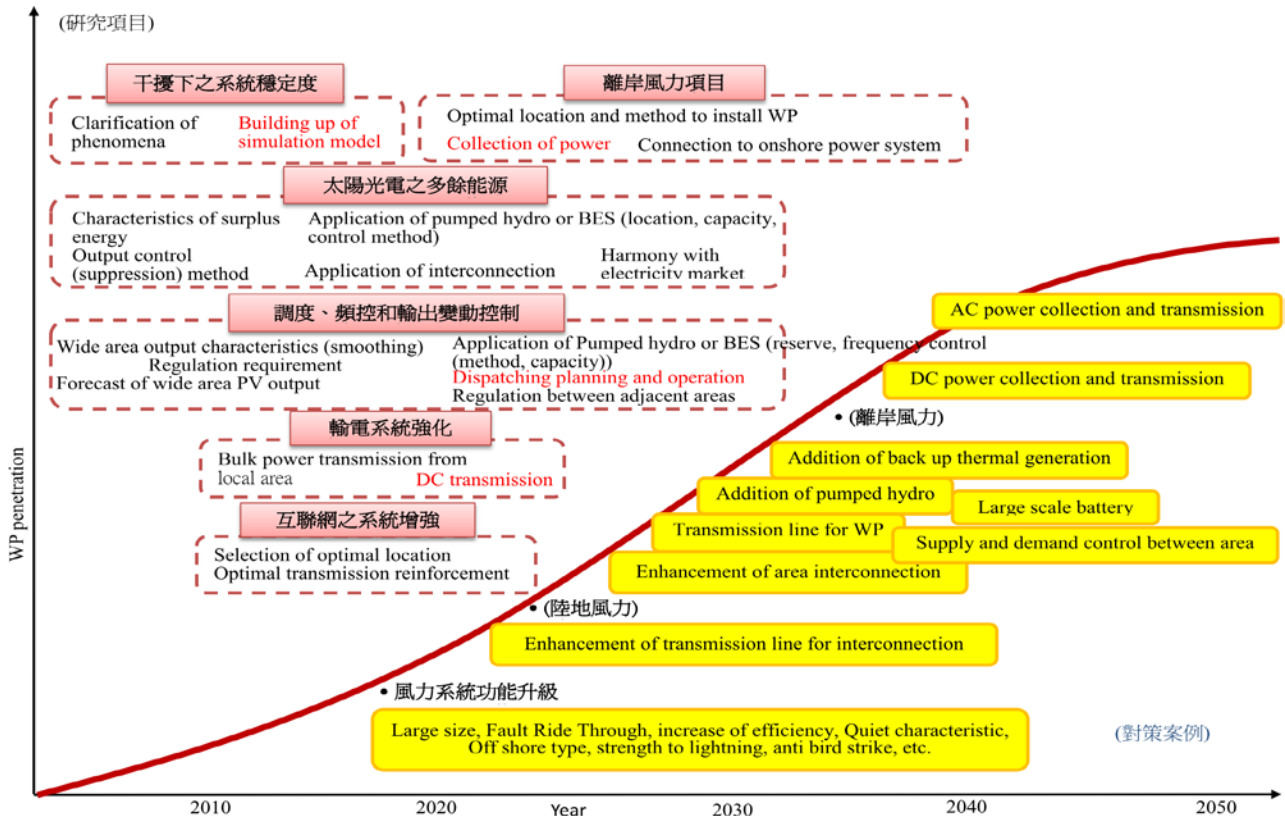 (研究項目)
干擾下之系統穩定度
離岸風力項目
Clarification of
phenomena
Building up of
simulation model
Optimal location and method to install WP
Collection of power
Connection to onshore power system
太陽光電之多餘能源
Characteristics of surplus
energy
Output control
(suppression) method
Application of pumped hydro or BES (location, capacity,
control method)
Application of interconnection
Harmony with
electricity market
調度、頻控和輸出變動控制
Wide area output characteristics (smoothing)
Regulation requirement
Forecast of wide area PV output
Application of Pumped hydro or BES (reserve, frequency control
(method, capacity))
Dispatching planning and operation
Regulation between adjacent areas
輸電系統強化
Bulk power transmission from
local area
DC transmission
互聯網之系統增強
Selection of optimal location
Optimal transmission reinforcement
AC power collection and transmission
DC power collection and transmission
• (離岸風力)
Addition of back up thermal generation
Addition of pumped hydro
Large scale battery
Transmission line for WP
Supply and demand control between area
Enhancement of area interconnection
• (陸地風力)
Enhancement of transmission line for interconnection
• 風力系統功能升級
Large size, Fault Ride Through, increase of efficiency, Quiet characteristic,
Off shore type, strength to lightning, anti bird strike, etc.
(對策案例)
WP penetration
2010
2020
Year
2030
2040
2050